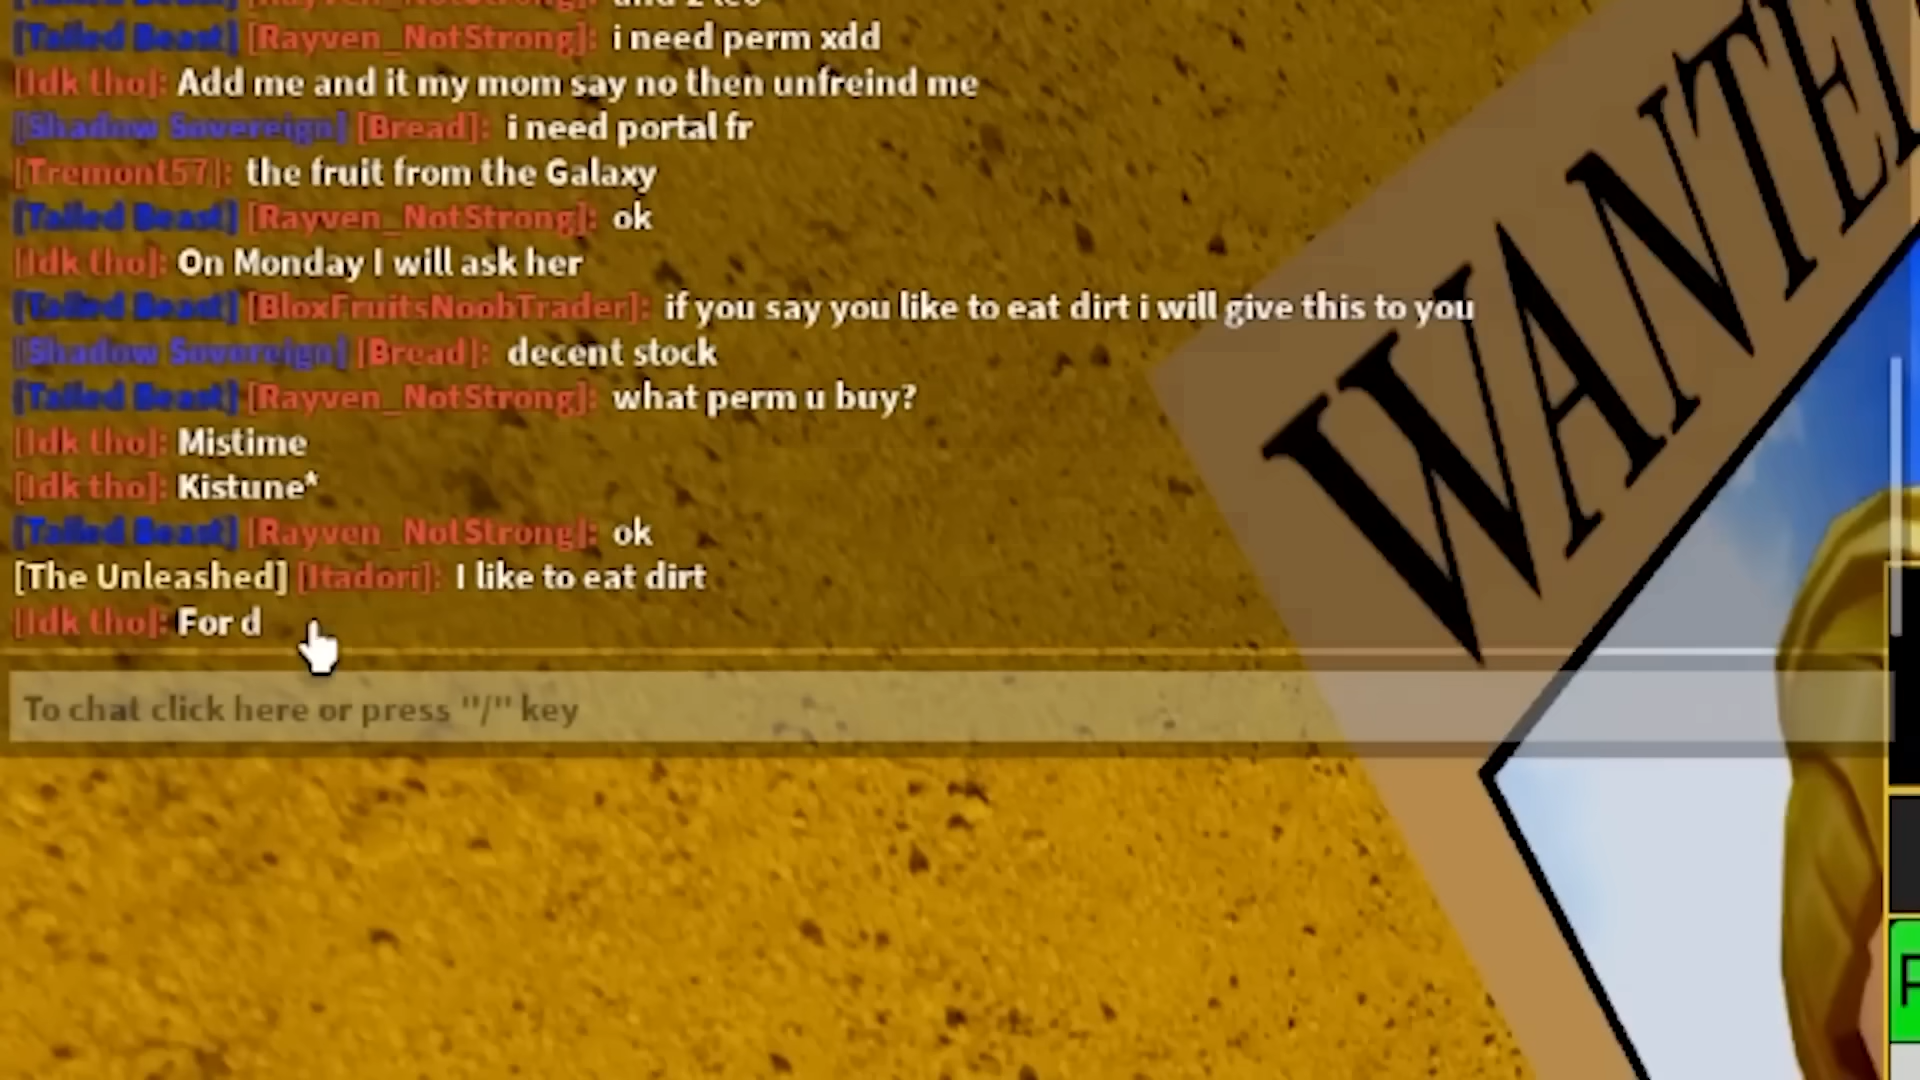 [Tailed Beast] [Rayven_NotStrong]: i need perm xdd
[Idk tho]: Add me and it my mom say no then unfreind me
[Shadow Sovereign] [Bread]: i need portal fr
[Tremont57]: the fruit from the Galaxy
[Tailed Beast] [Rayven_NotStrong]: ok
[Idk tho]: On Monday I will ask her
[Tailed Beast] [BloxFruitsNoobTrader]: if you say you like to eat dirt i will give this to you
[Shadow Sovereign] [Bread]: decent stock
[Tailed Beast] [Rayven_NotStrong]: what perm u buy?
[Idk tho]: Mistime
[Idk tho]: Kistune*
[Tailed Beast] [Rayven_NotStrong]: ok
[The Unleashed] [Itadori]: I like to eat dirt
[Idk tho]: For d
To chat click here or press "/" key
WANTE